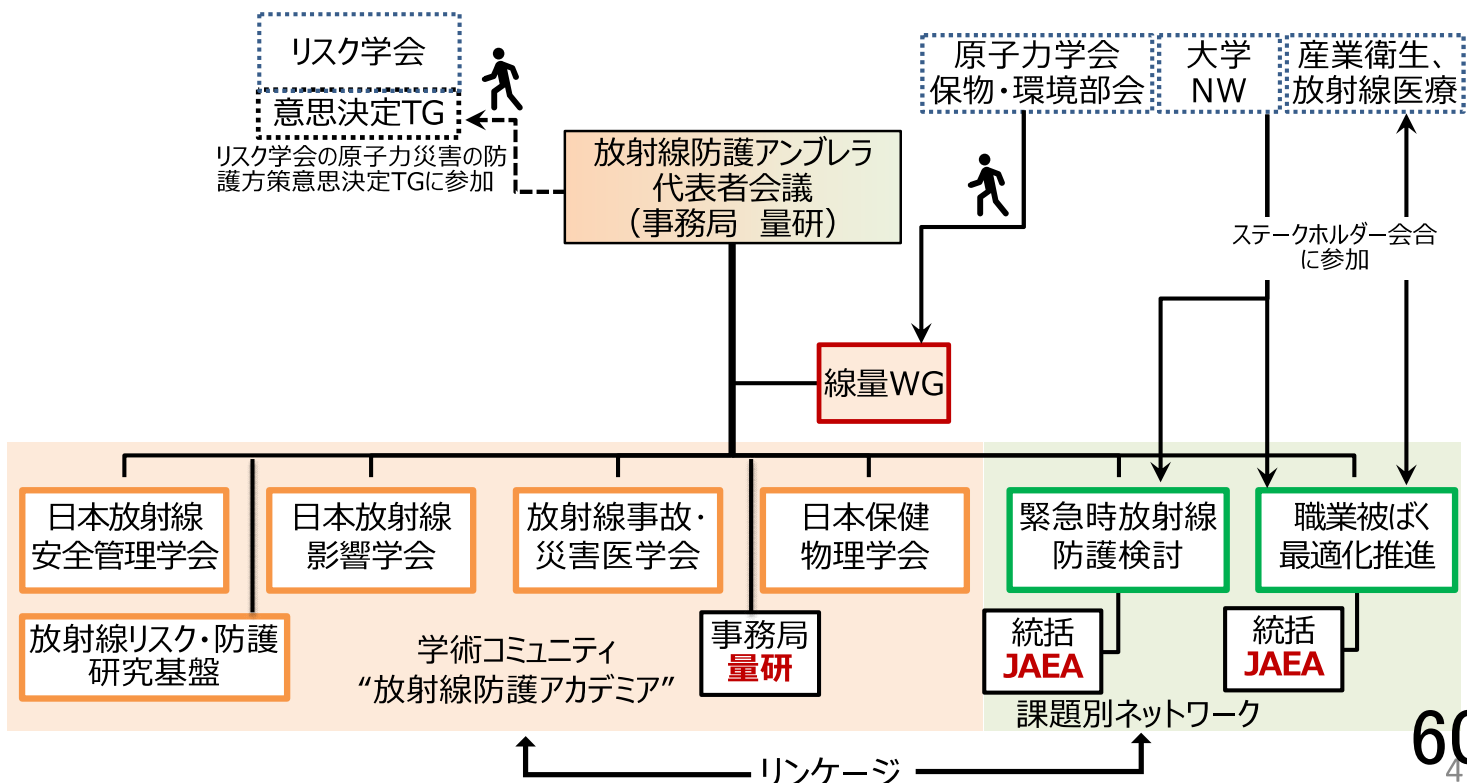 リスク学会
意思決定TG
リスク学会の原子力災害の防
護方策意思決定TGに参加
放射線防護アンブレラ
代表者会議
（事務局　量研）
原子力学会
保物・環境部会
大学
NW
産業衛生、
放射線医療
ステークホルダー会合
に参加
線量WG
日本放射線
安全管理学会
日本放射線
影響学会
放射線事故・
災害医学会
日本保健
物理学会
緊急時放射線
防護検討
職業被ばく
最適化推進
放射線リスク・防護
研究基盤
学術コミュニティ
“放射線防護アカデミア”
事務局
量研
統括
JAEA
統括
JAEA
課題別ネットワーク
リンケージ
60
4